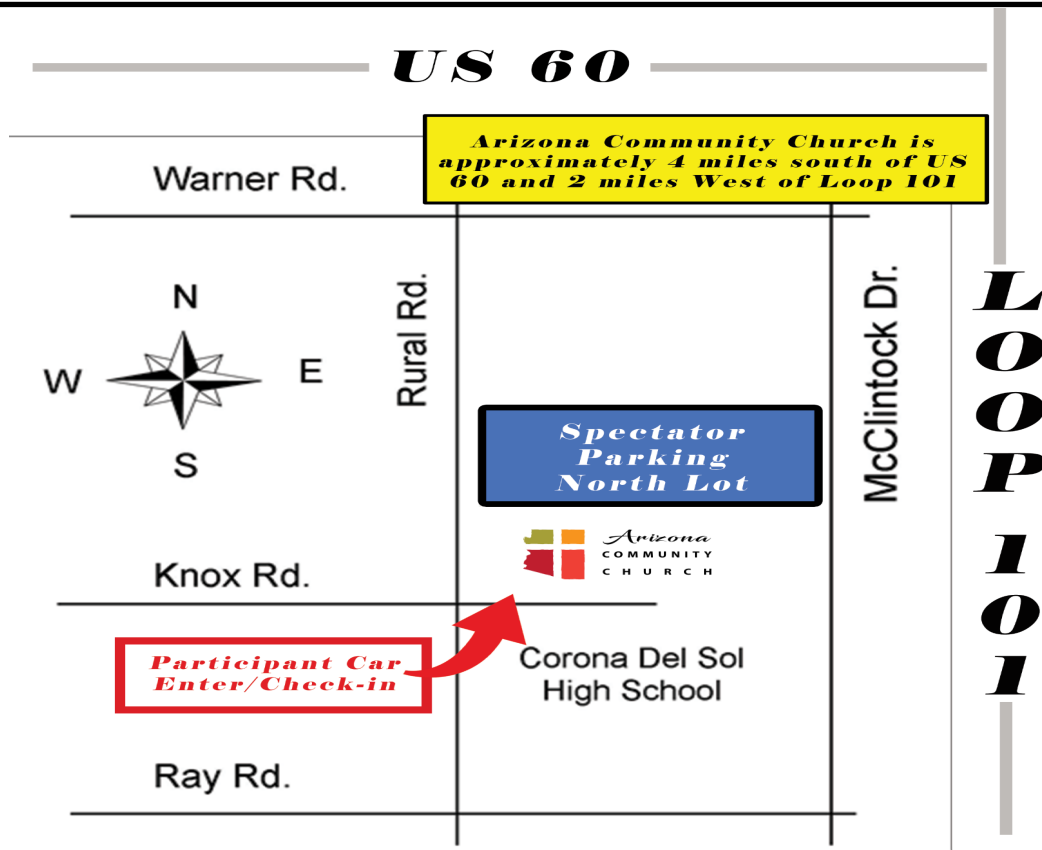 US 60
Arizona Community Church is
approximately 4 miles south of US
60 and 2 miles West of Loop 101
Warner Rd.
N
W
E
S
Rural Rd.
McClintock Dr.
LOOP 101
Spectator
Parking
North Lot
Arizona
COMMUNITY
CHURCH
Knox Rd.
Participant Car
Enter/Check-in
Corona Del Sol
High School
Ray Rd.